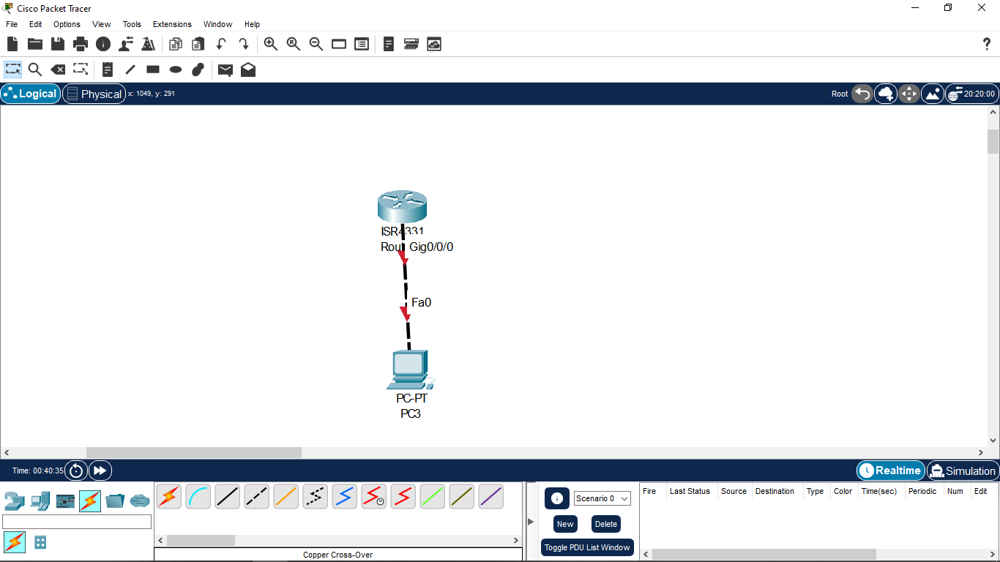 Cisco Packet Tracer
File Edit Options View Tools Extensions Window Help
?
Logical Physical x: 1049, y: 291 Root 20:20:00
ISR4331
Rout Gig0/0/0
Fa0
PC-PT
PC3
Time: 00:40:35 Realtime Simulation
Scenario 0
Fire Last Status Source Destination Type Color Time(sec) Periodic Num Edit
New Delete
Toggle PDU List Window
Copper Cross-Over